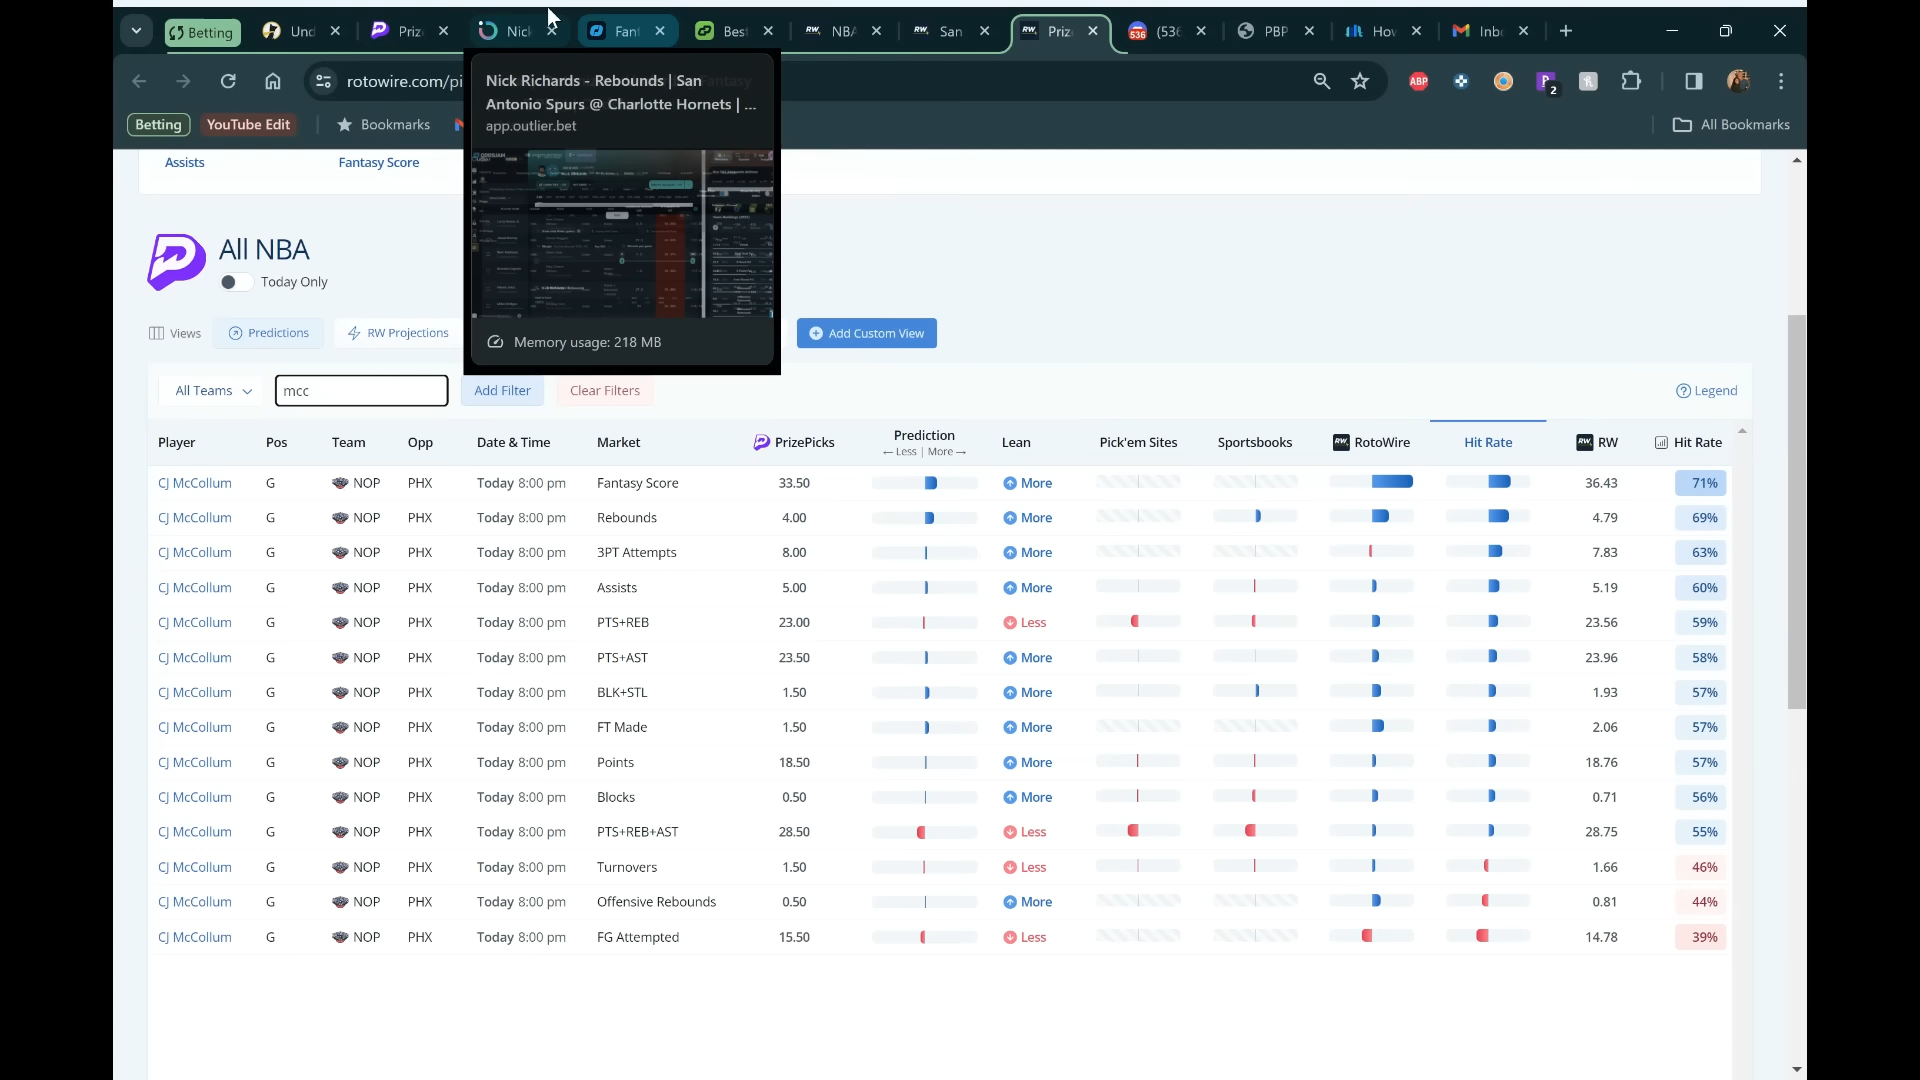 Betting
Und
Priz
Nick
Fant
Best
RW NBA
RW San
RW Priz
536 (536
PBP
How
Inbo
rotowire.com/pi
ABP
2
Betting
YouTube Edit
Bookmarks
All Bookmarks
Nick Richards - Rebounds | San
Antonio Spurs @ Charlotte Hornets | ...
app.outlier.bet
Memory usage: 218 MB
Assists
Fantasy Score
All NBA
Today Only
Views
Predictions
RW Projections
Add Custom View
All Teams
mcc
Add Filter
Clear Filters
Legend
Player Pos Team Opp Date & Time Market PrizePicks Prediction Lean Pick'em Sites Sportsbooks RW RotoWire Hit Rate RW RW Hit Rate
← Less | More →
CJ McCollum G NOP PHX Today 8:00 pm Fantasy Score 33.50 More 36.43 71%
CJ McCollum G NOP PHX Today 8:00 pm Rebounds 4.00 More 4.79 69%
CJ McCollum G NOP PHX Today 8:00 pm 3PT Attempts 8.00 More 7.83 63%
CJ McCollum G NOP PHX Today 8:00 pm Assists 5.00 More 5.19 60%
CJ McCollum G NOP PHX Today 8:00 pm PTS+REB 23.00 Less 23.56 59%
CJ McCollum G NOP PHX Today 8:00 pm PTS+AST 23.50 More 23.96 58%
CJ McCollum G NOP PHX Today 8:00 pm BLK+STL 1.50 More 1.93 57%
CJ McCollum G NOP PHX Today 8:00 pm FT Made 1.50 More 2.06 57%
CJ McCollum G NOP PHX Today 8:00 pm Points 18.50 More 18.76 57%
CJ McCollum G NOP PHX Today 8:00 pm Blocks 0.50 More 0.71 56%
CJ McCollum G NOP PHX Today 8:00 pm PTS+REB+AST 28.50 Less 28.75 55%
CJ McCollum G NOP PHX Today 8:00 pm Turnovers 1.50 Less 1.66 46%
CJ McCollum G NOP PHX Today 8:00 pm Offensive Rebounds 0.50 More 0.81 44%
CJ McCollum G NOP PHX Today 8:00 pm FG Attempted 15.50 Less 14.78 39%